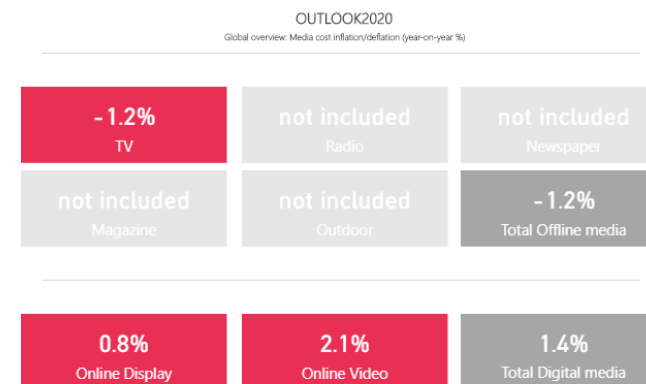 OUTLOOK2020
Global overview: Media cost inflation/deflation (year-on-year %)
-1.2%
TV
not included
Radio
not included
Newspaper
not included
Magazine
not included
Outdoor
-1.2%
Total Offline media
0.8%
Online Display
2.1%
Online Video
1.4%
Total Digital media